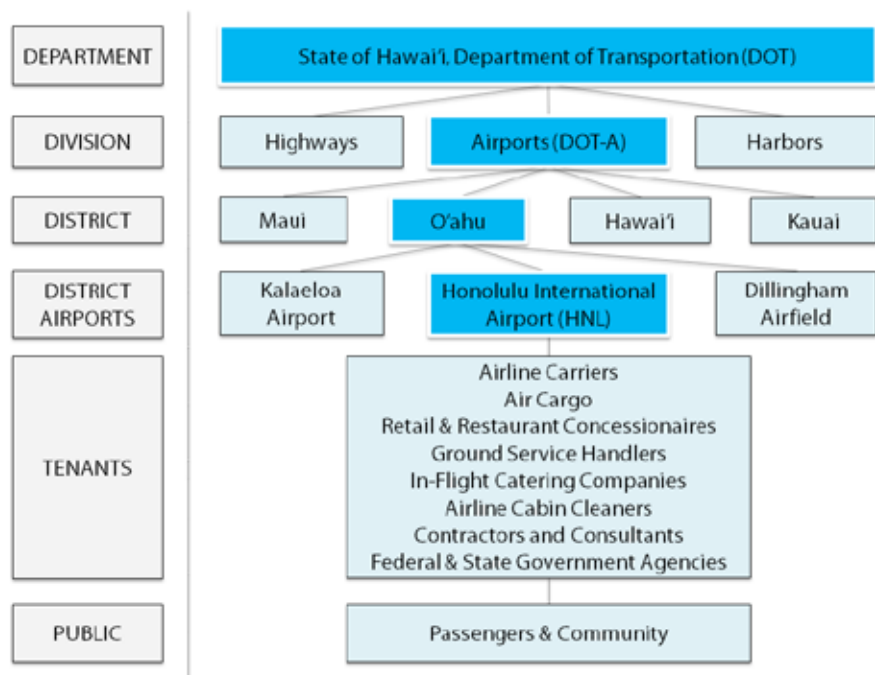 DEPARTMENT
State of Hawai‘i, Department of Transportation (DOT)
DIVISION
Highways
Airports (DOT-A)
Harbors
DISTRICT
Maui
O‘ahu
Hawai‘i
Kauai
DISTRICT
AIRPORTS
Kalaeloa
Airport
Honolulu International
Airport (HNL)
Dillingham
Airfield
TENANTS
Airline Carriers
Air Cargo
Retail & Restaurant Concessionaires
Ground Service Handlers
In-Flight Catering Companies
Airline Cabin Cleaners
Contractors and Consultants
Federal & State Government Agencies
PUBLIC
Passengers & Community